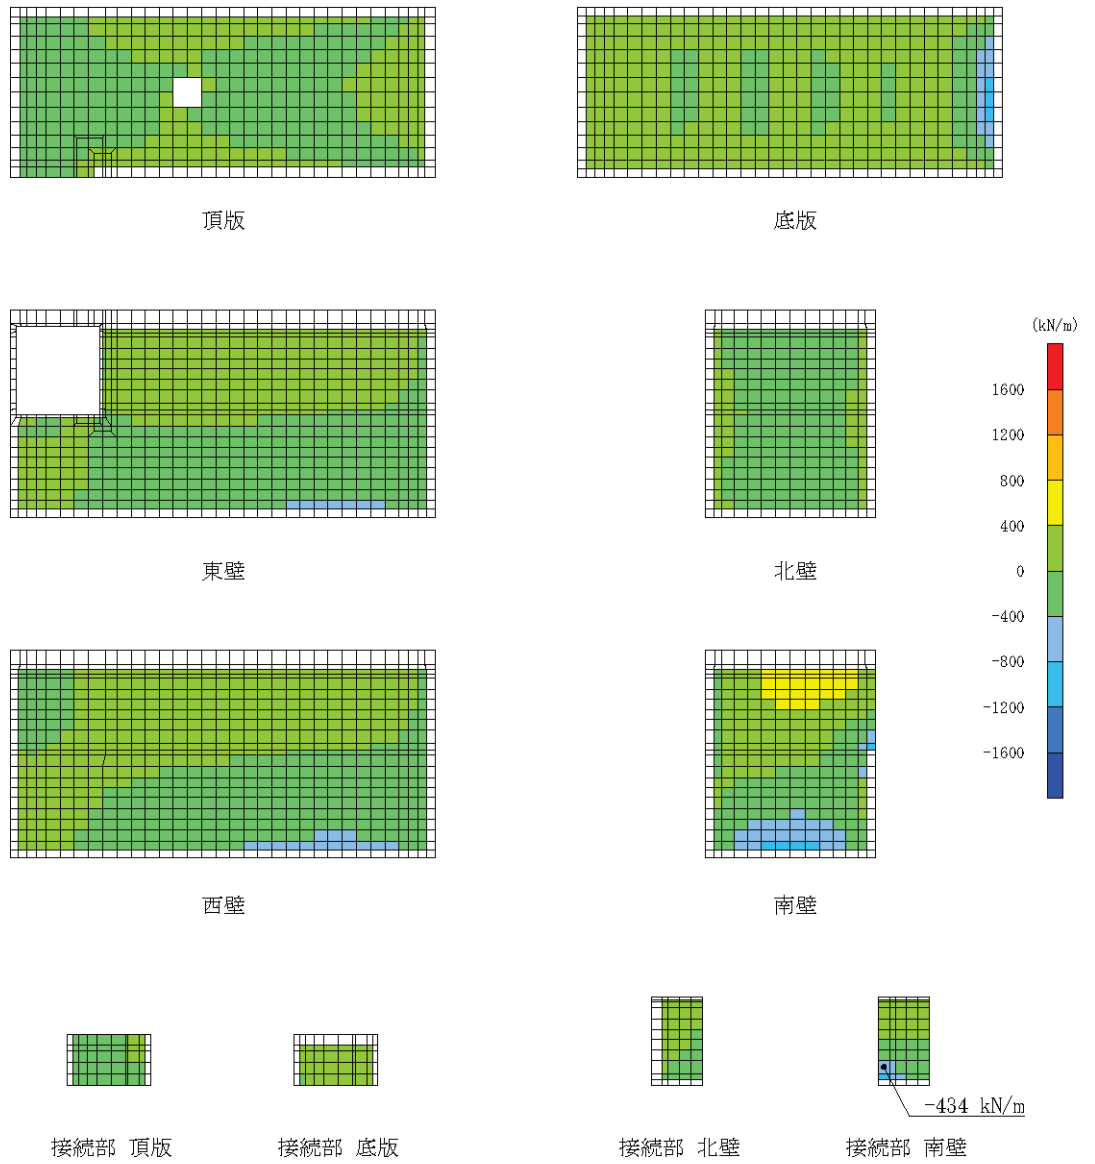 頂版
底版
(kN/m)
1600
1200
800
400
0
-400
-800
-1200
-1600
東壁
北壁
西壁
南壁
-434 kN/m
接続部 頂版
接続部 底版
接続部 北壁
接続部 南壁